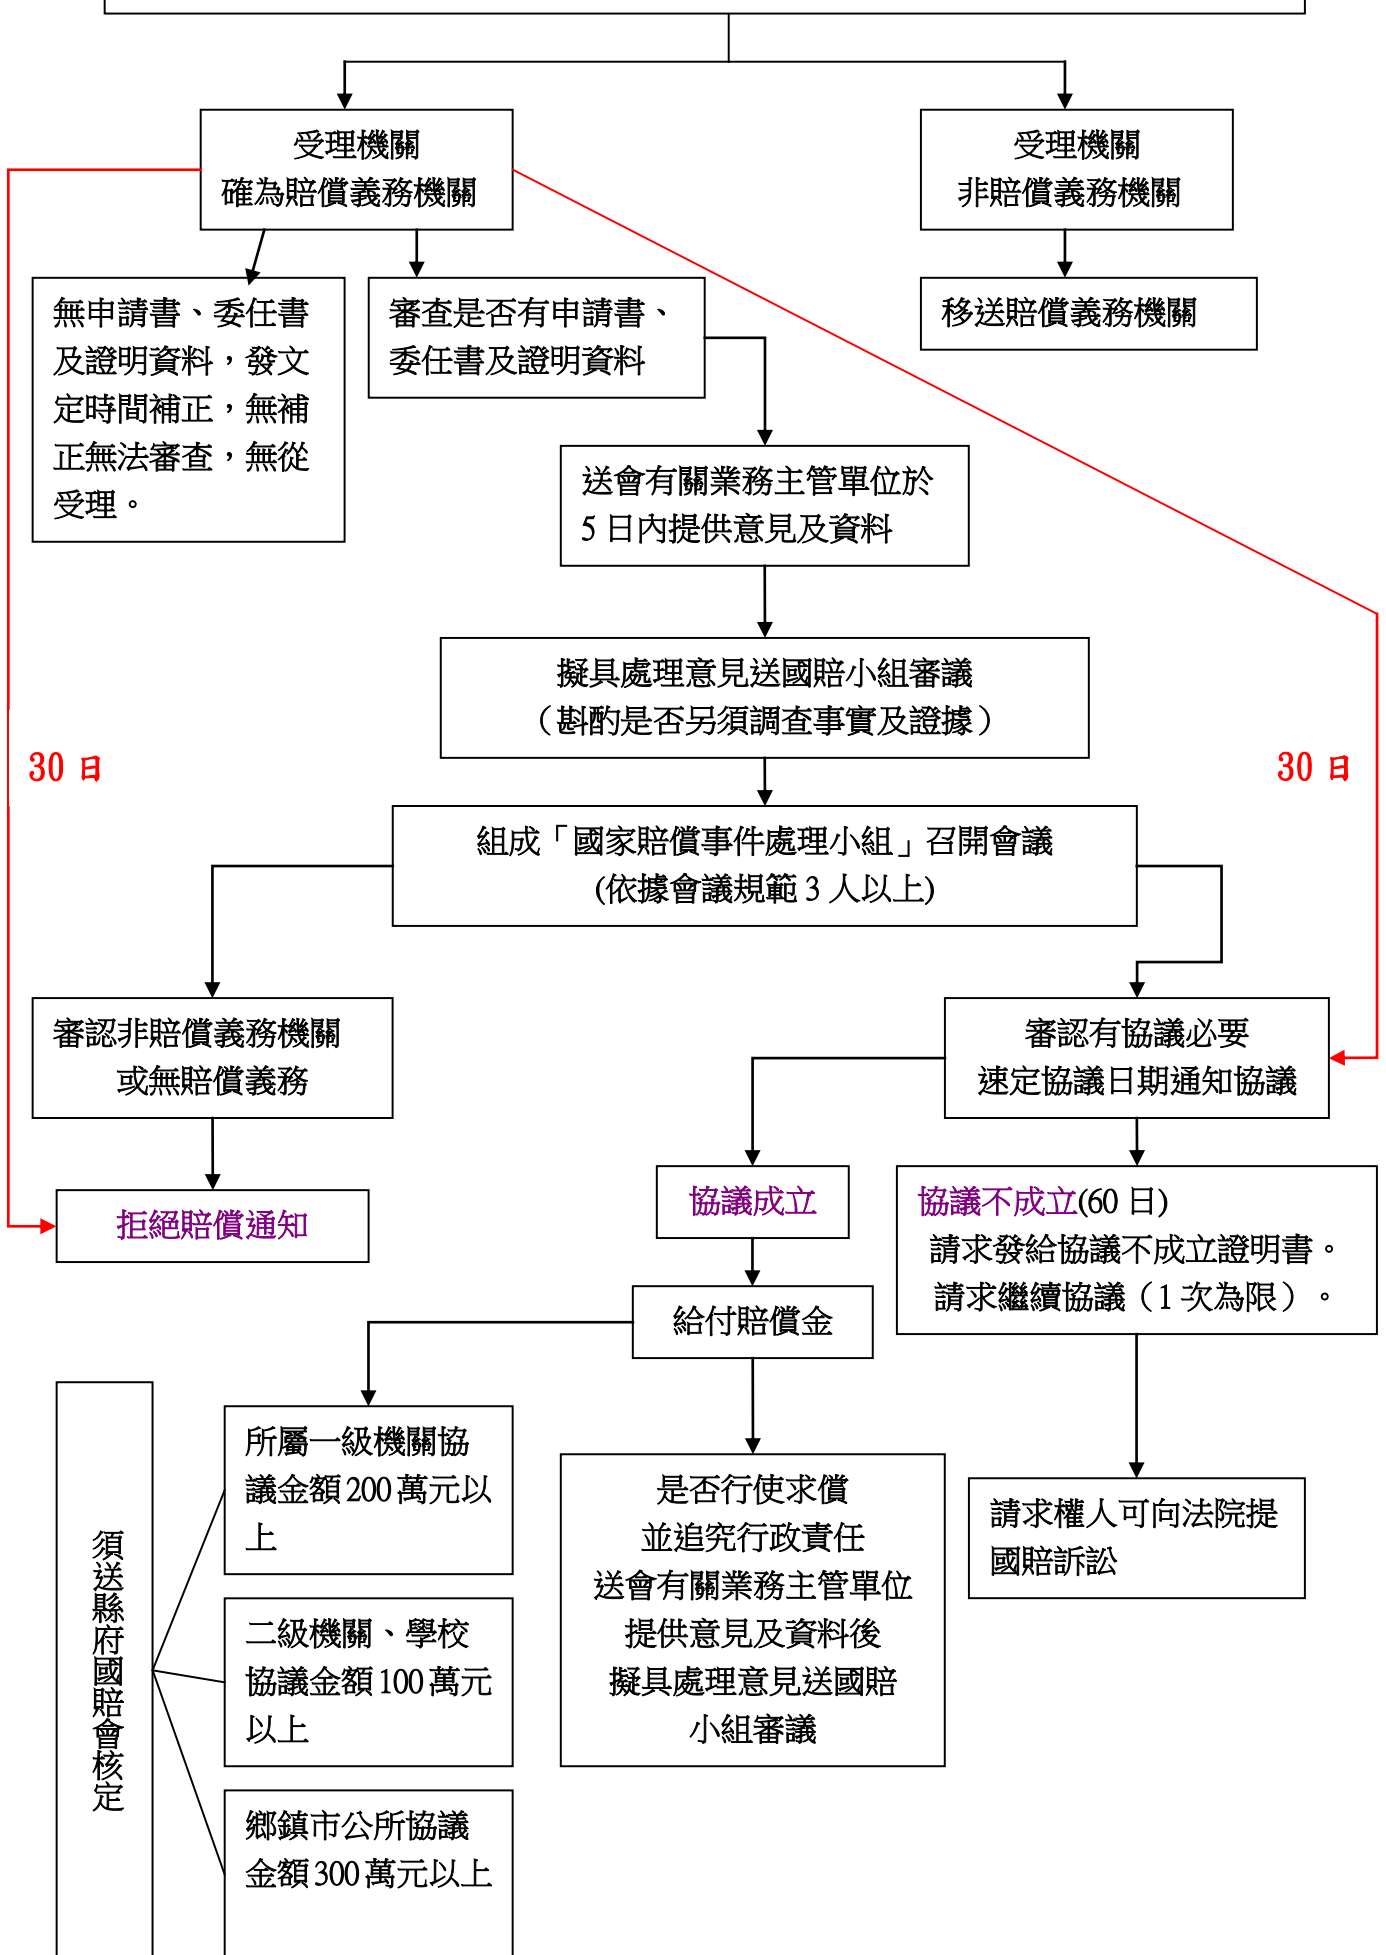 受理機關
確為賠償義務機關
受理機關
非賠償義務機關
無申請書、委任書
及證明資料，發文
定時間補正，無補
正無法審查，無從
受理。
審查是否有申請書、
委任書及證明資料
移送賠償義務機關
送會有關業務主管單位於
5 日內提供意見及資料
擬具處理意見送國賠小組審議
（斟酌是否另須調查事實及證據）
30 日
30 日
組成「國家賠償事件處理小組」召開會議
(依據會議規範 3 人以上)
審認非賠償義務機關
或無賠償義務
審認有協議必要
速定協議日期通知協議
拒絕賠償通知
協議成立
協議不成立(60 日)
請求發給協議不成立證明書。
請求繼續協議（1 次為限）。
給付賠償金
所屬一級機關協
議金額 200 萬元以
上
是否行使求償
並追究行政責任
送會有關業務主管單位
提供意見及資料後
擬具處理意見送國賠
小組審議
請求權人可向法院提
國賠訴訟
須送縣府國賠會核定
二級機關、學校
協議金額 100 萬元
以上
鄉鎮市公所協議
金額 300 萬元以上